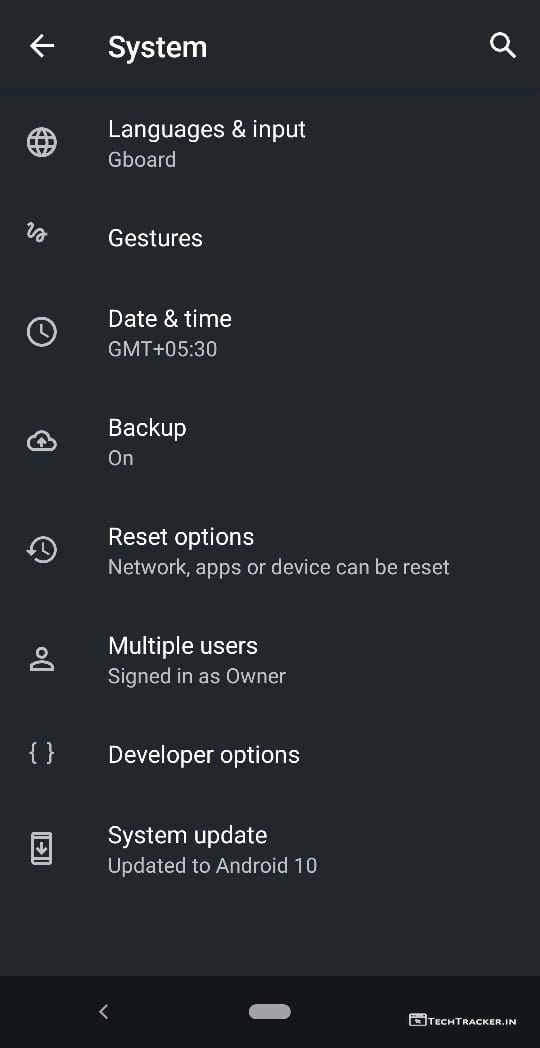 System
Languages & input
Gboard
Gestures
Date & time
GMT+05:30
Backup
On
Reset options
Network, apps or device can be reset
Multiple users
Signed in as Owner
{ } Developer options
System update
Updated to Android 10
TECHTRACKER.IN